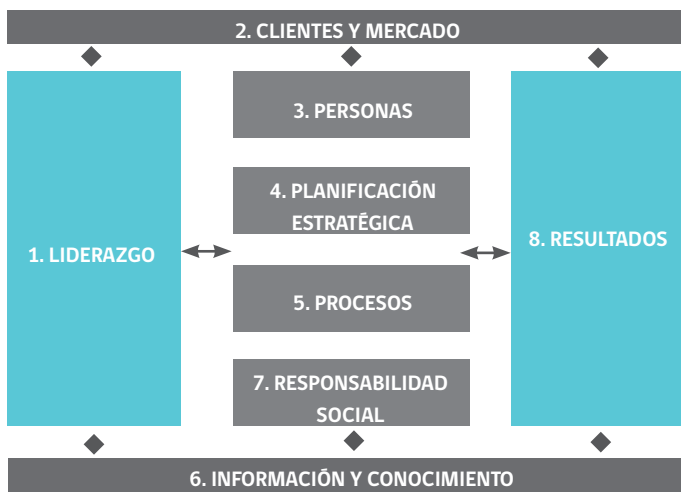 2. CLIENTES Y MERCADO
3. PERSONAS
4. PLANIFICACIÓN
ESTRATÉGICA
1. LIDERAZGO
8. RESULTADOS
5. PROCESOS
7. RESPONSABILIDAD
SOCIAL
6. INFORMACIÓN Y CONOCIMIENTO